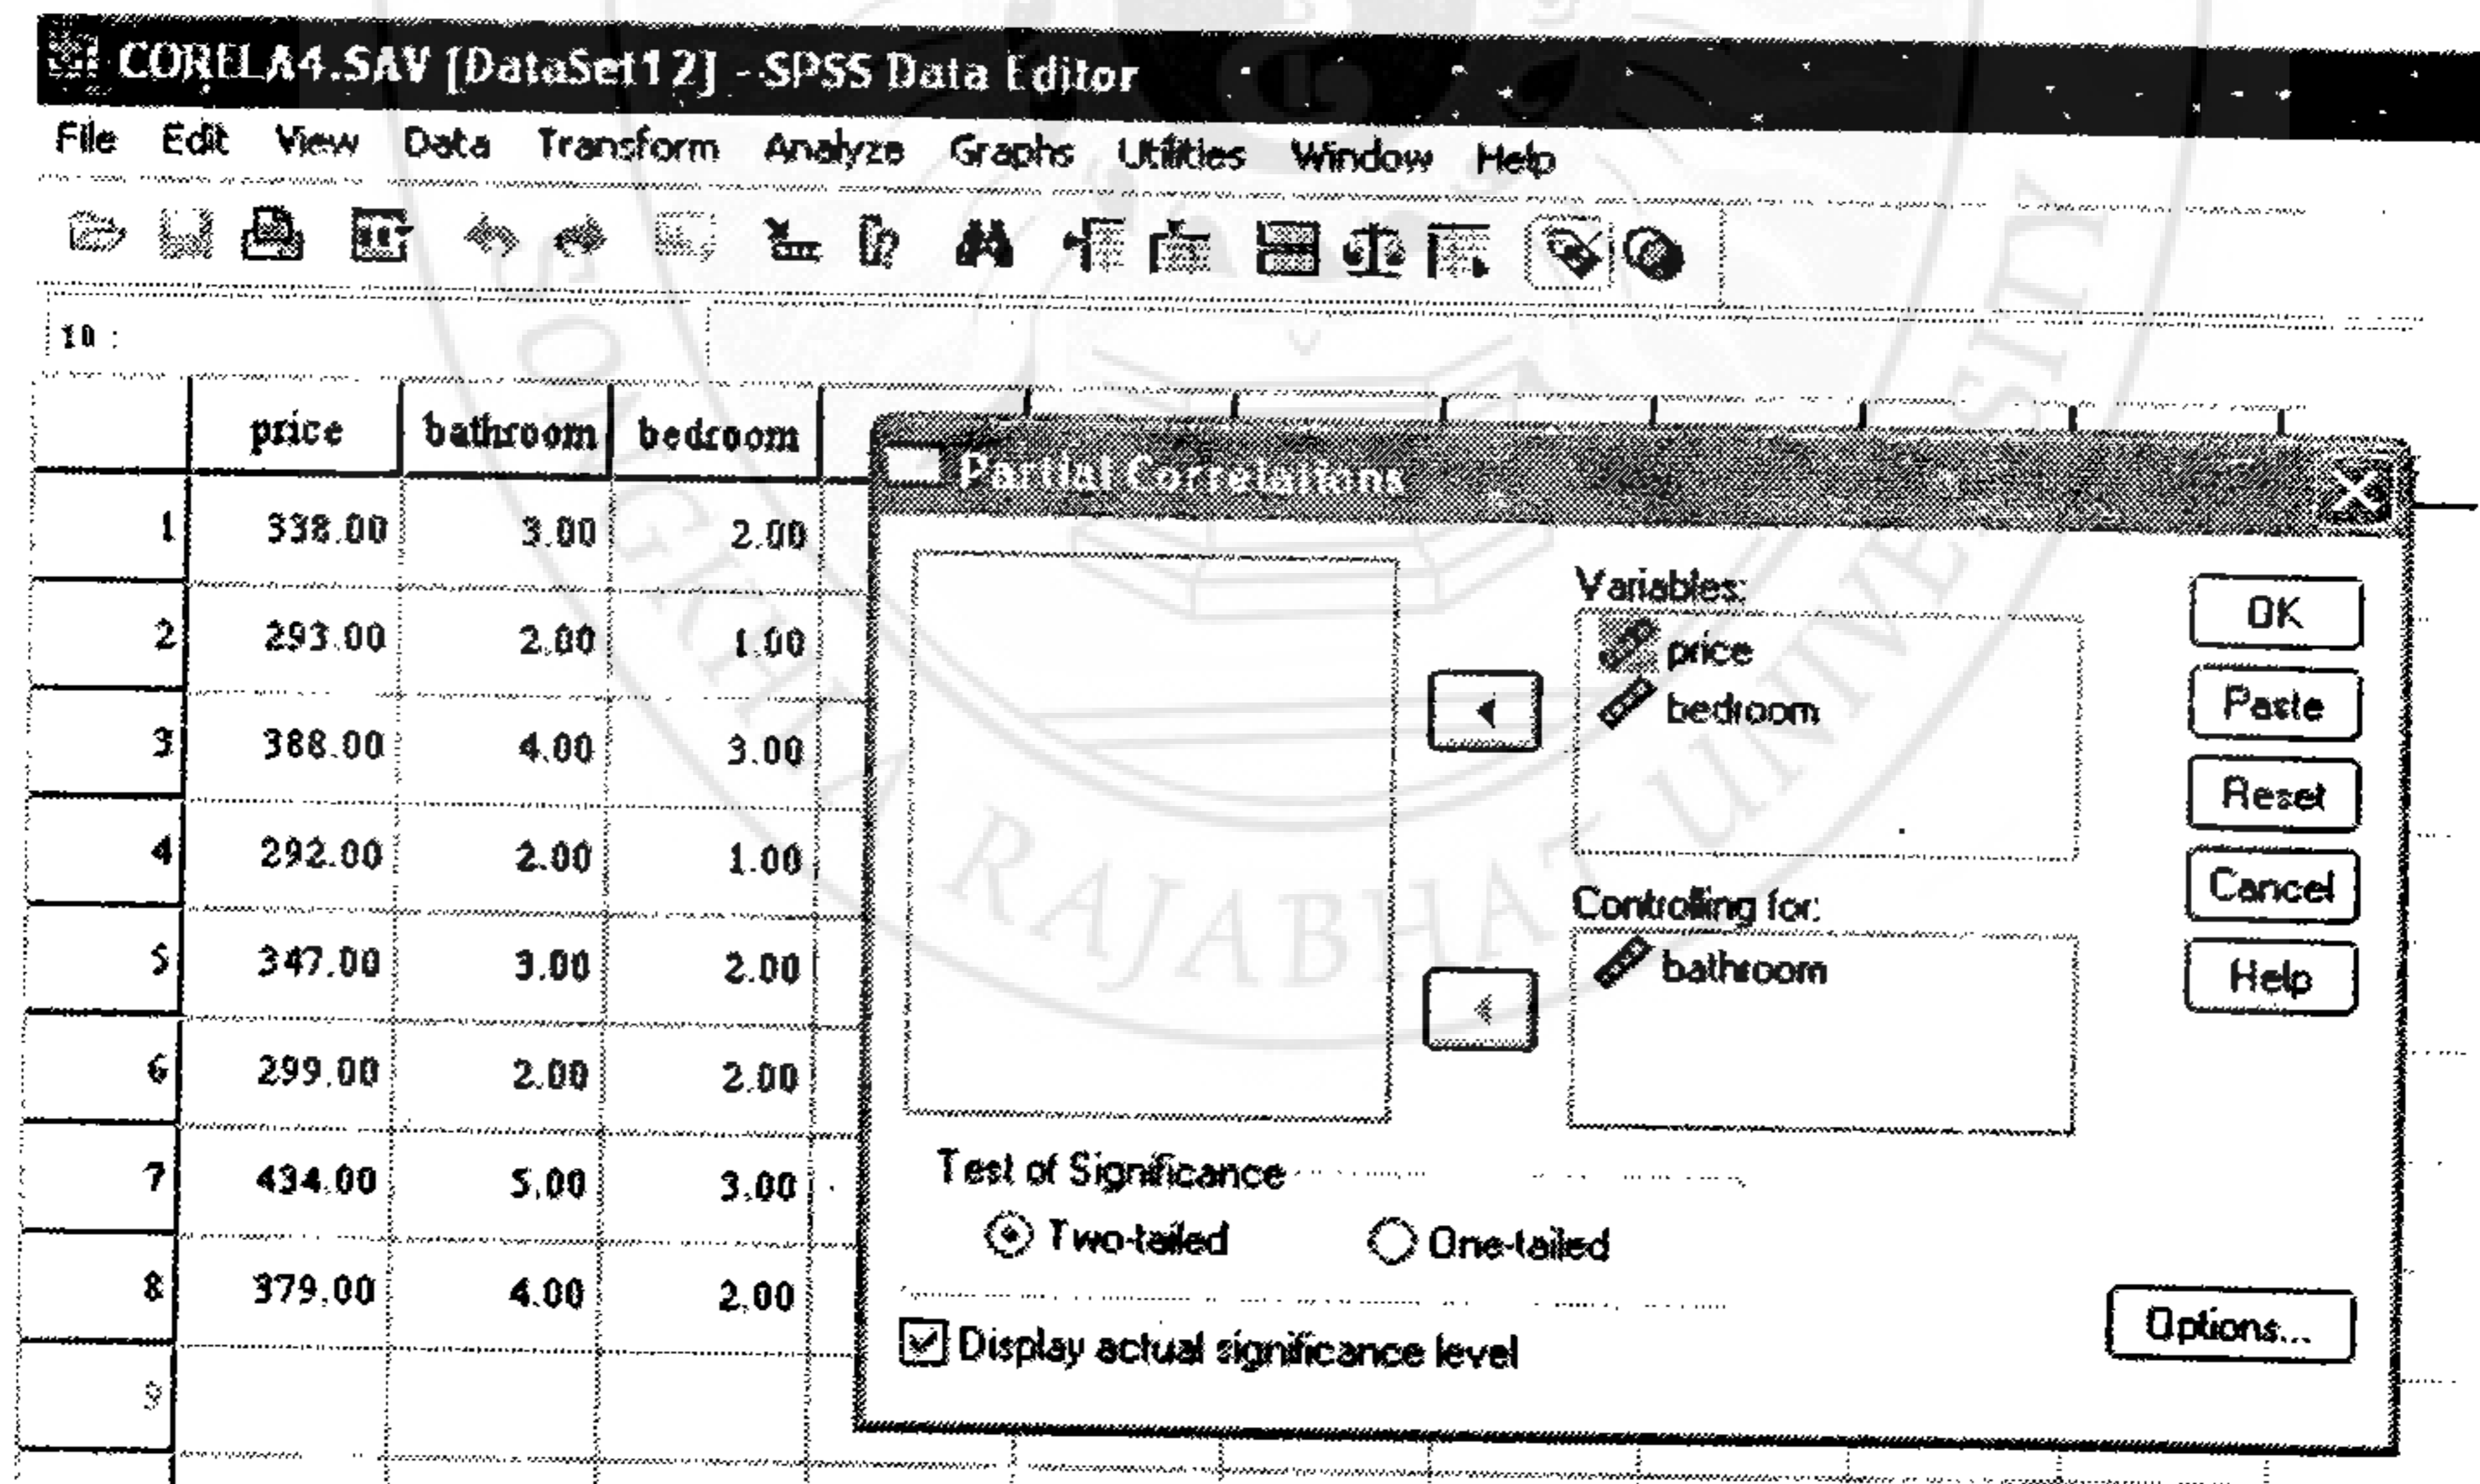 CORELA4.SAV [DataSet12] - SPSS Data Editor
File Edit View Data Transform Analyze Graphs Utilities Window Help
10 :
price bathroom bedroom
1 338.00 3.00 2.00
2 293.00 2.00 1.00
3 388.00 4.00 3.00
4 292.00 2.00 1.00
5 347.00 3.00 2.00
6 299.00 2.00 2.00
7 434.00 5.00 3.00
8 379.00 4.00 2.00
9
Partial Correlations
Variables:
price
bedroom
Controlling for:
bathroom
OK
Paste
Reset
Cancel
Help
Test of Significance
Two-tailed One-tailed
Display actual significance level
Options...
SONGKHLA RAJABHAT UNIVERSITY